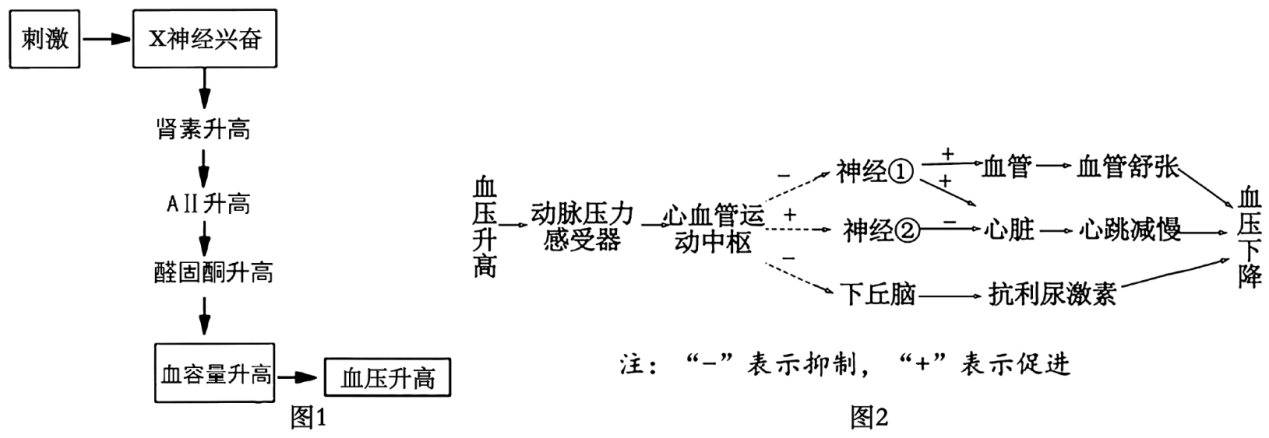 刺激
X神经兴奋
肾素升高
AⅡ升高
醛固酮升高
血容量升高
血压升高
图1
血压升高
动脉压力
感受器
心血管运
动中枢
-
+
-
神经①
+
+
血管
血管舒张
神经②
-
心脏
心跳减慢
下丘脑
抗利尿激素
血压下降
注：“-”表示抑制，“+”表示促进
图2